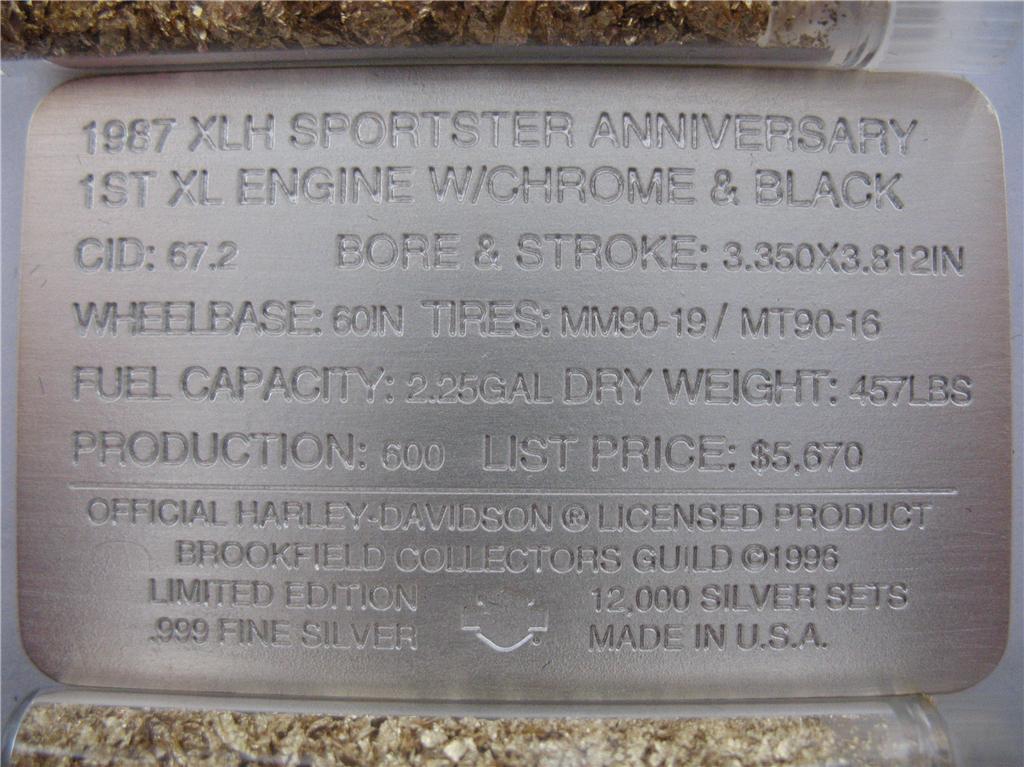 1987 XLH SPORTSTER ANNIVERSARY
1ST XL ENGINE W/CHROME & BLACK
CID: 67.2 BORE & STROKE: 3.350X3.812IN
WHEELBASE: 60IN TIRES: MM90-19 / MT90-16
FUEL CAPACITY: 2.25GAL DRY WEIGHT: 457LBS
PRODUCTION: 600 LIST PRICE: $5,670
OFFICIAL HARLEY-DAVIDSON ® LICENSED PRODUCT
BROOKFIELD COLLECTORS GUILD ©1996
LIMITED EDITION 12,000 SILVER SETS
.999 FINE SILVER MADE IN U.S.A.